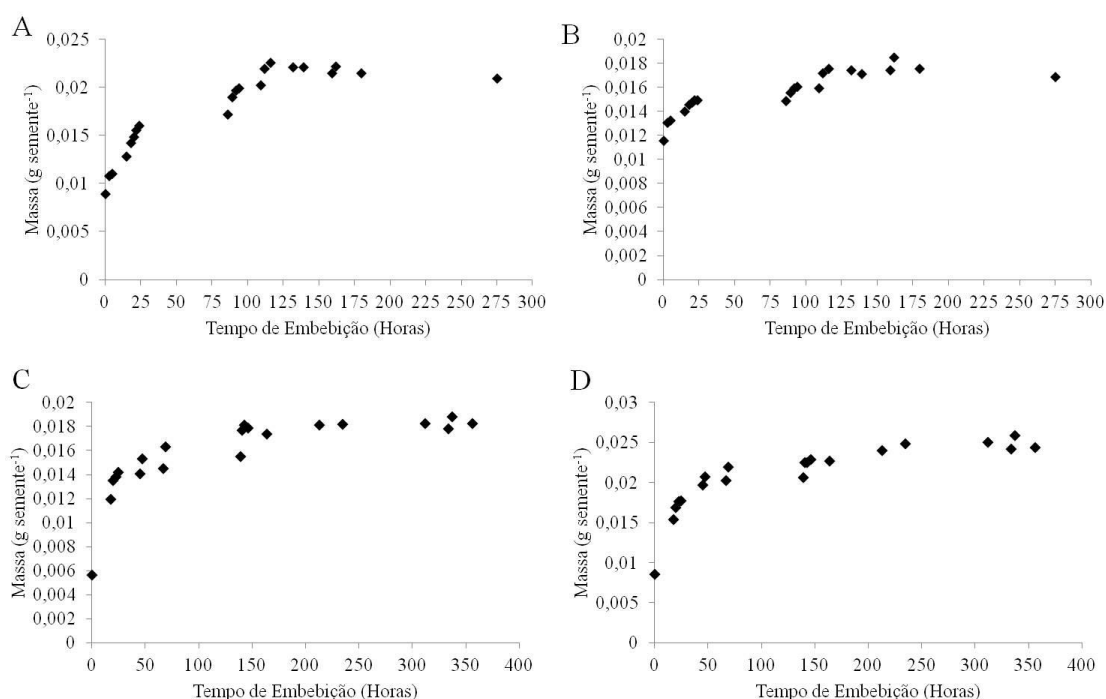 A
0,025
0,02
0,015
0,01
0,005
0
Massa (g semente⁻¹)
0 25 50 75 100 125 150 175 200 225 250 275 300
Tempo de Embebição (Horas)
B
0,02
0,018
0,016
0,014
0,012
0,01
0,008
0,006
0,004
0,002
0
Massa (g semente⁻¹)
0 25 50 75 100 125 150 175 200 225 250 275 300
Tempo de Embebição (Horas)
C
0,02
0,018
0,016
0,014
0,012
0,01
0,008
0,006
0,004
0,002
0
Massa (g semente⁻¹)
0 50 100 150 200 250 300 350 400
Tempo de Embebição (Horas)
D
0,03
0,025
0,02
0,015
0,01
0,005
0
Massa (g semente⁻¹)
0 50 100 150 200 250 300 350 400
Tempo de Embebição (Horas)